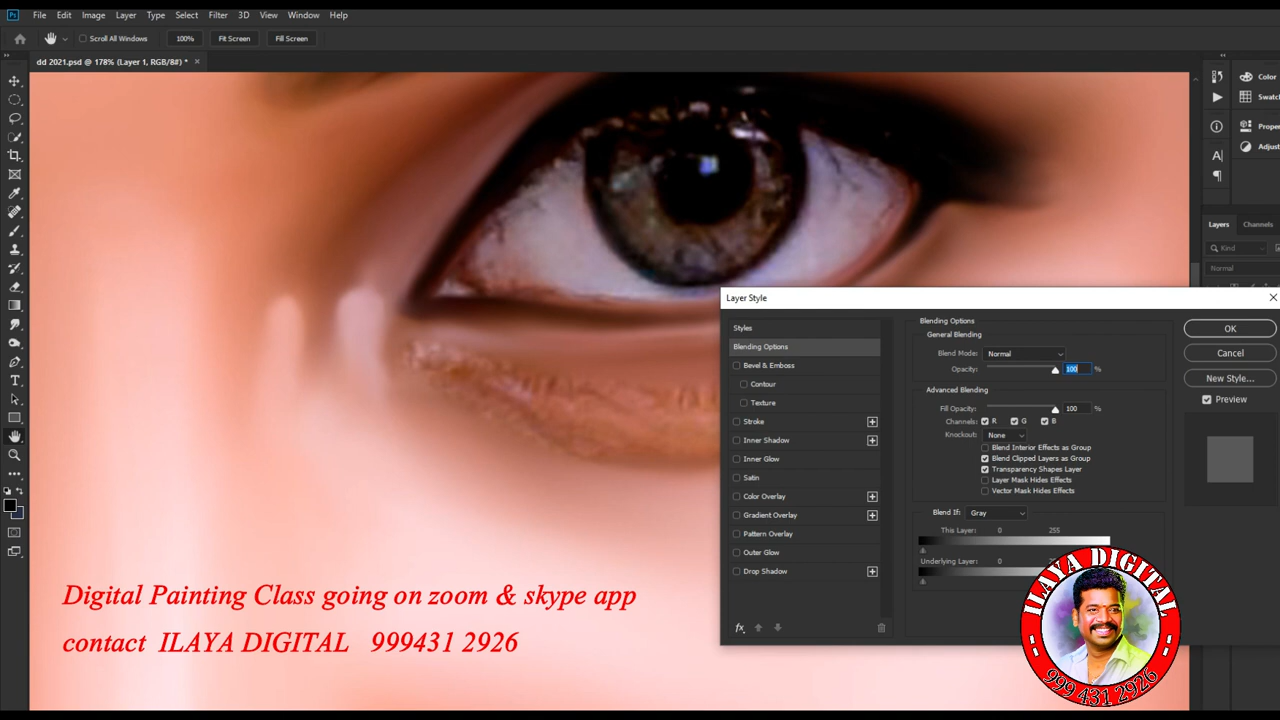 Ps File Edit Image Layer Type Select Filter 3D View Window Help
Scroll All Windows 100% Fit Screen Fill Screen
dd 2021.psd @ 178% (Layer 1, RGB/8#) * ×
Color
Swatc
Proper
Adjust
Layers Channels
Kind
Normal
Layer Style
Styles
Blending Options
Bevel & Emboss
Contour
Texture
Stroke
Inner Shadow
Inner Glow
Satin
Color Overlay
Gradient Overlay
Pattern Overlay
Outer Glow
Drop Shadow
fx
Blending Options
General Blending
Blend Mode: Normal
Opacity: 100 %
Advanced Blending
Fill Opacity: 100 %
Channels: R G B
Knockout: None
Blend Interior Effects as Group
Blend Clipped Layers as Group
Transparency Shapes Layer
Layer Mask Hides Effects
Vector Mask Hides Effects
Blend If: Gray
This Layer: 0 255
Underlying Layer: 0
OK
Cancel
New Style...
Preview
Digital Painting Class going on zoom & skype app
contact ILAYA DIGITAL 999431 2926
ILAYA DIGITAL
999 431 2926